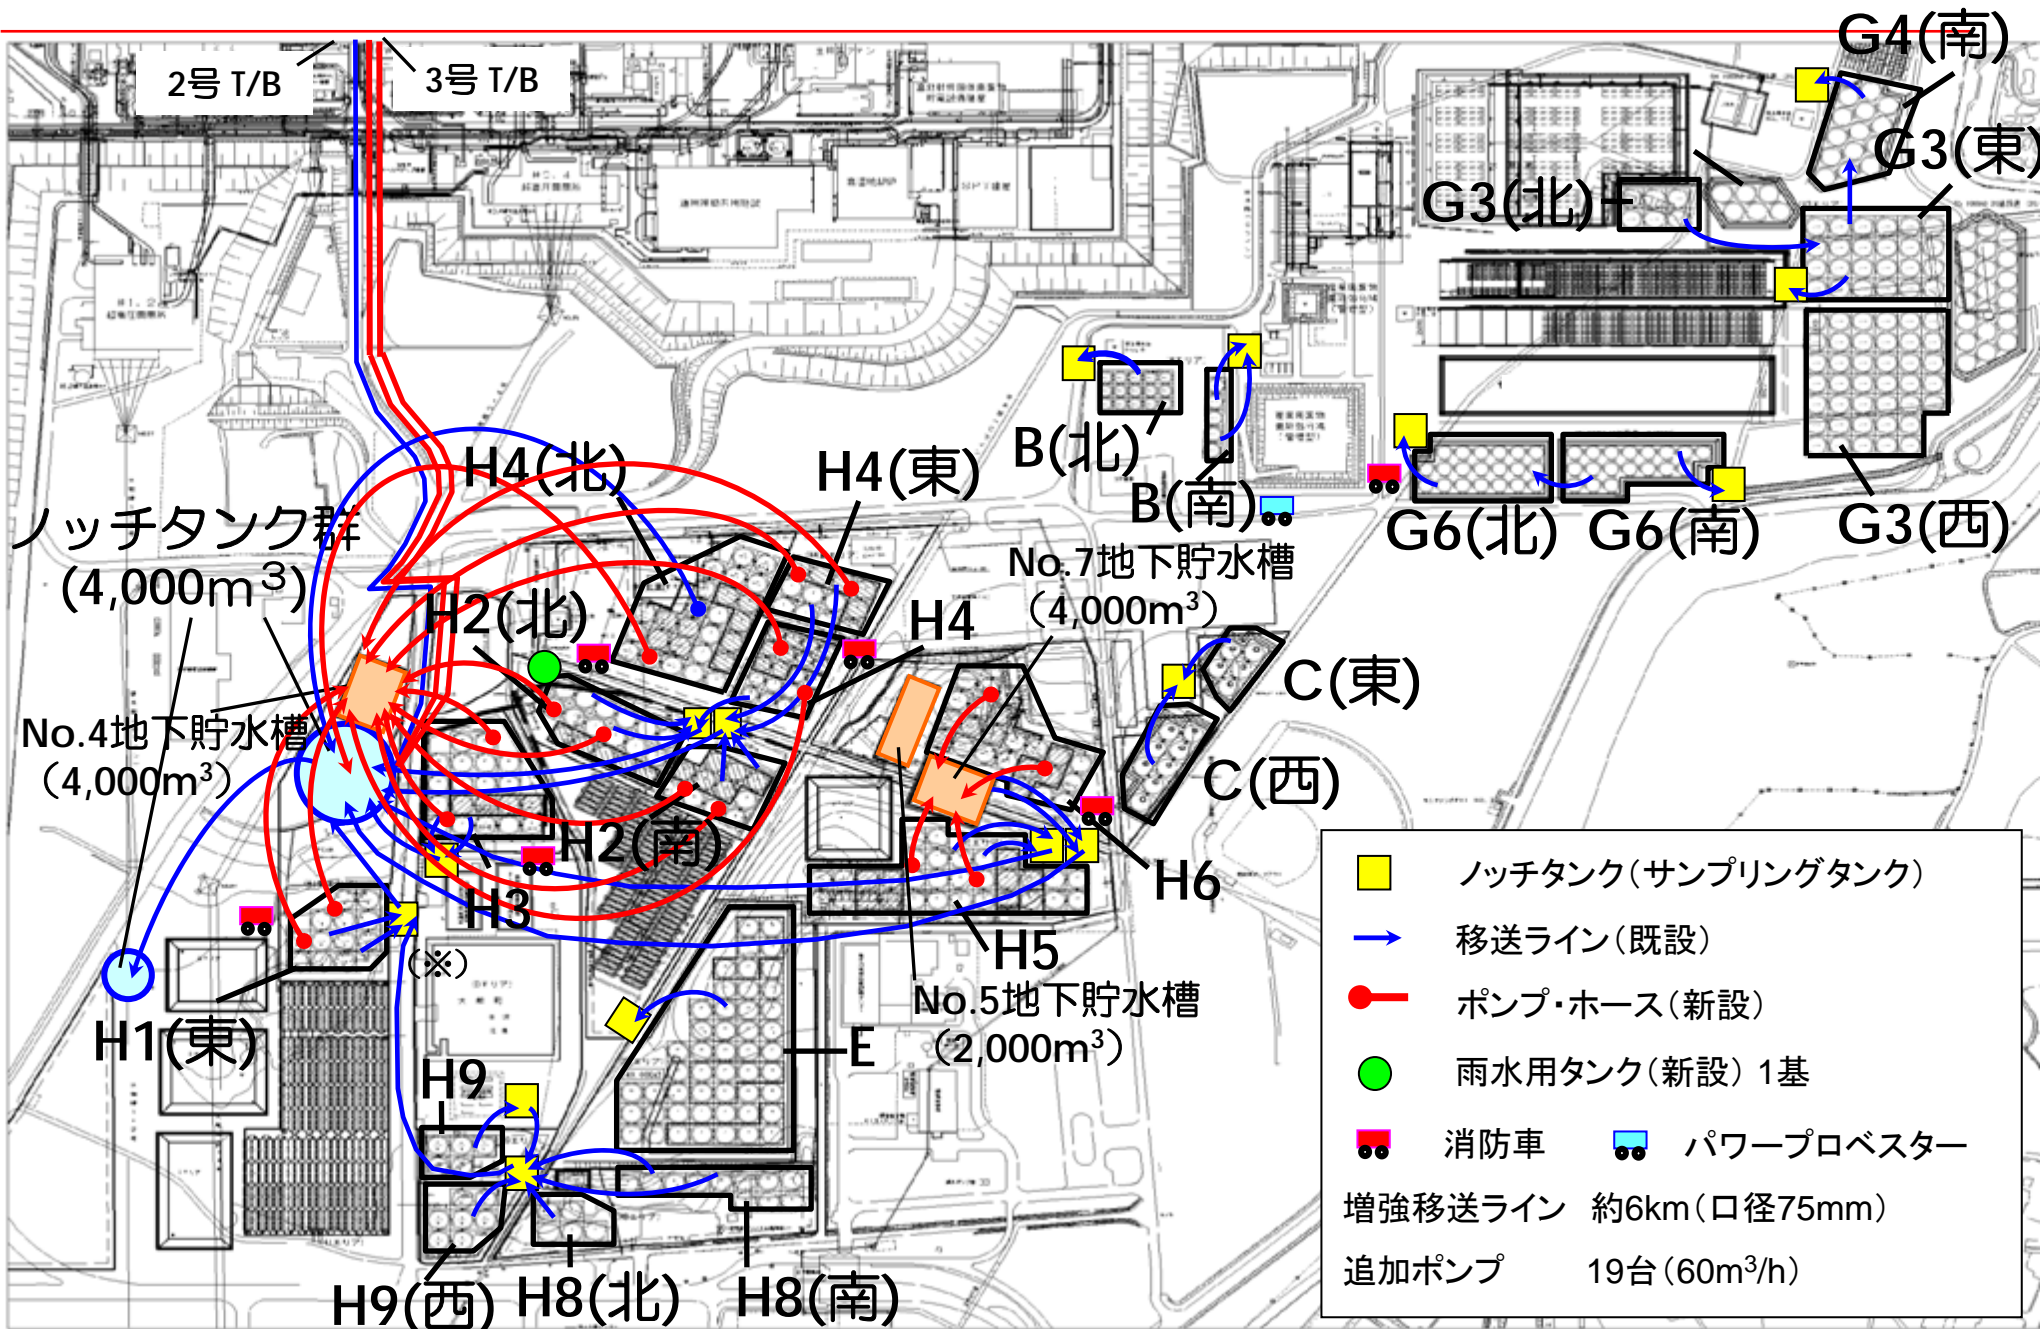 2号 T/B
3号 T/B
G4(南)
G3(東)
G3(北)
H4(北)
H4(東)
B(北)
B(南)
G6(北)
G6(南)
G3(西)
ノッチタンク群
(4,000m³)
H2(北)
No.7地下貯水槽
(4,000m³)
H4
C(東)
No.4地下貯水槽
(4,000m³)
C(西)
H2(南)
H3
H6
(※)
H5
No.5地下貯水槽
(2,000m³)
H1(東)
E
H9
H9(西)
H8(北)
H8(南)
ノッチタンク(サンプリングタンク)
移送ライン(既設)
ポンプ・ホース(新設)
雨水用タンク(新設) 1基
消防車
パワープロベスター
増強移送ライン 約6km(口径75mm)
追加ポンプ 19台(60m³/h)